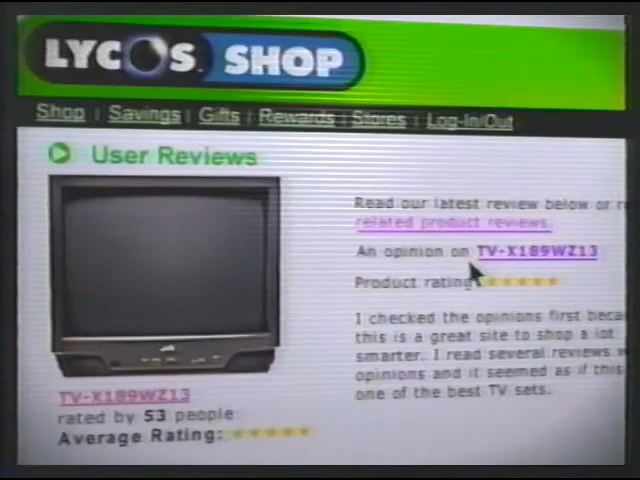 LYCOS SHOP
Shop | Savings | Gifts | Rewards | Stores | Log-In/Out
User Reviews
Read our latest review below or
related product reviews.
An opinion on TV-X189WZ13
Product rating
I checked the opinions first beca
this is a great site to shop a lot
smarter. I read several reviews
opinions and it seemed as if this
one of the best TV sets.
TV-X189WZ13
rated by 53 people
Average Rating: